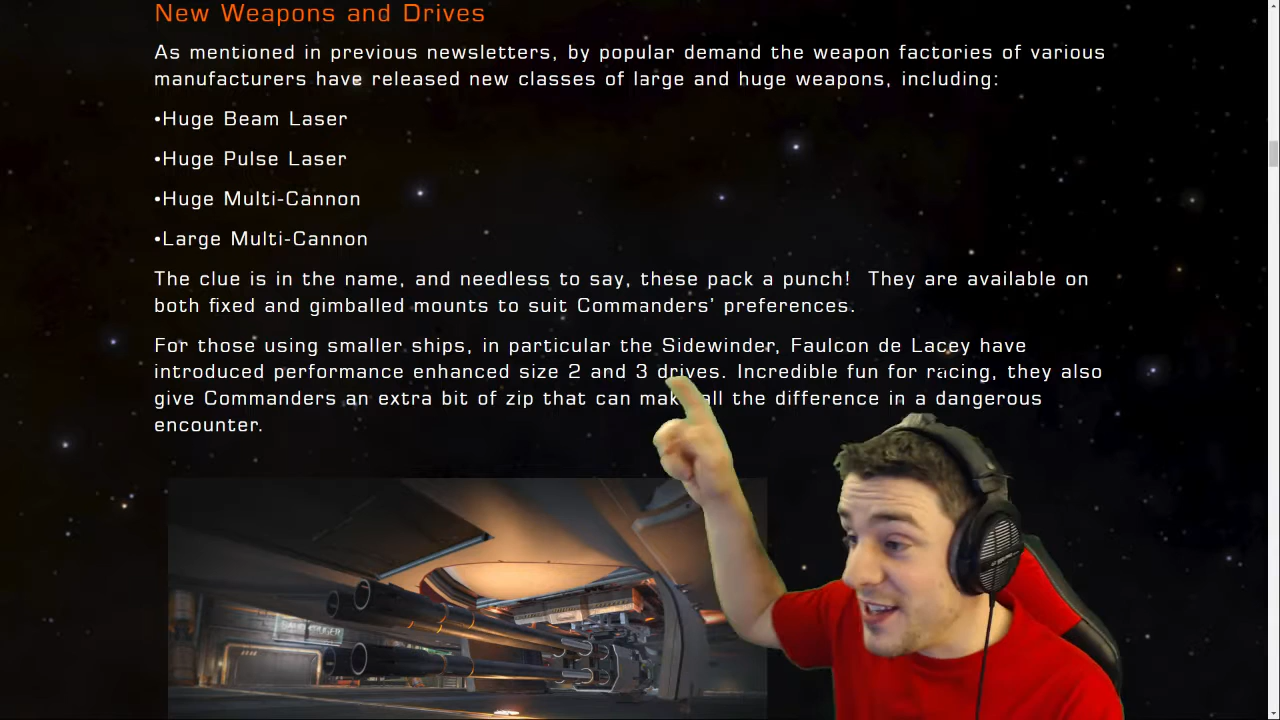 New Weapons and Drives
As mentioned in previous newsletters, by popular demand the weapon factories of various
manufacturers have released new classes of large and huge weapons, including:
•Huge Beam Laser
•Huge Pulse Laser
•Huge Multi-Cannon
•Large Multi-Cannon
The clue is in the name, and needless to say, these pack a punch! They are available on
both fixed and gimballed mounts to suit Commanders' preferences.
For those using smaller ships, in particular the Sidewinder, Faulcon de Lacey have
introduced performance enhanced size 2 and 3 drives. Incredible fun for racing, they also
give Commanders an extra bit of zip that can make all the difference in a dangerous
encounter.